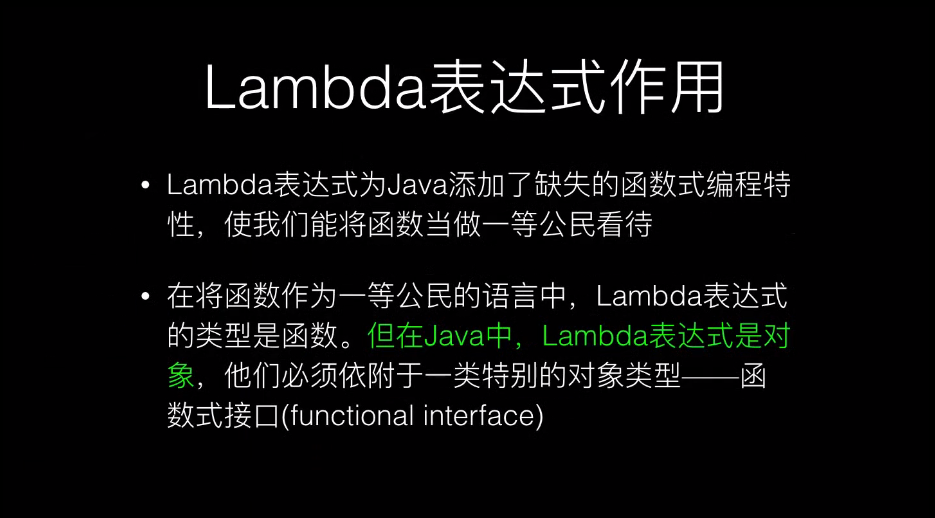 Lambda表达式作用
• Lambda表达式为Java添加了缺失的函数式编程特
性，使我们能将函数当做一等公民看待
• 在将函数作为一等公民的语言中，Lambda表达式
的类型是函数。但在Java中，Lambda表达式是对
象，他们必须依附于一类特别的对象类型——函
数式接口(functional interface)